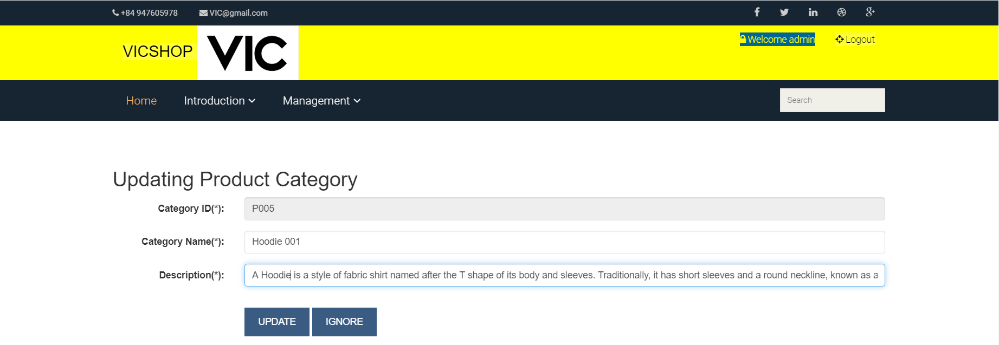 +84 947605978 VIC@gmail.com
VICSHOP VIC Welcome admin Logout
Home Introduction Management Search
Updating Product Category
Category ID(*): P005
Category Name(*): Hoodie 001
Description(*): A Hoodie is a style of fabric shirt named after the T shape of its body and sleeves. Traditionally, it has short sleeves and a round neckline, known as a
UPDATE IGNORE